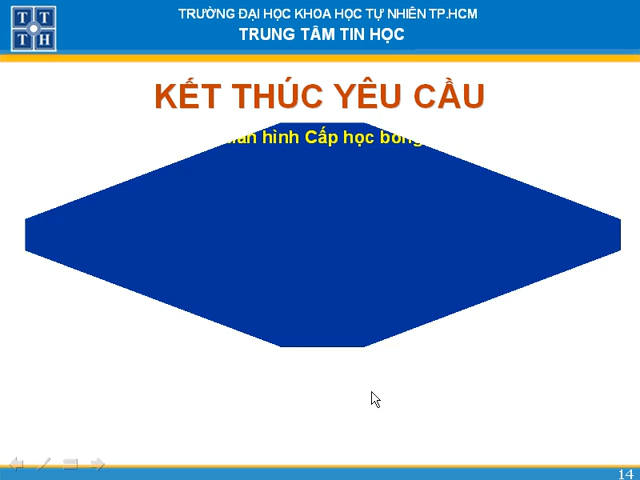 TRƯỜNG ĐẠI HỌC KHOA HỌC TỰ NHIÊN TP.HCM
T T
T H
TRUNG TÂM TIN HỌC
KẾT THÚC YÊU CẦU
hình Cấp học
14